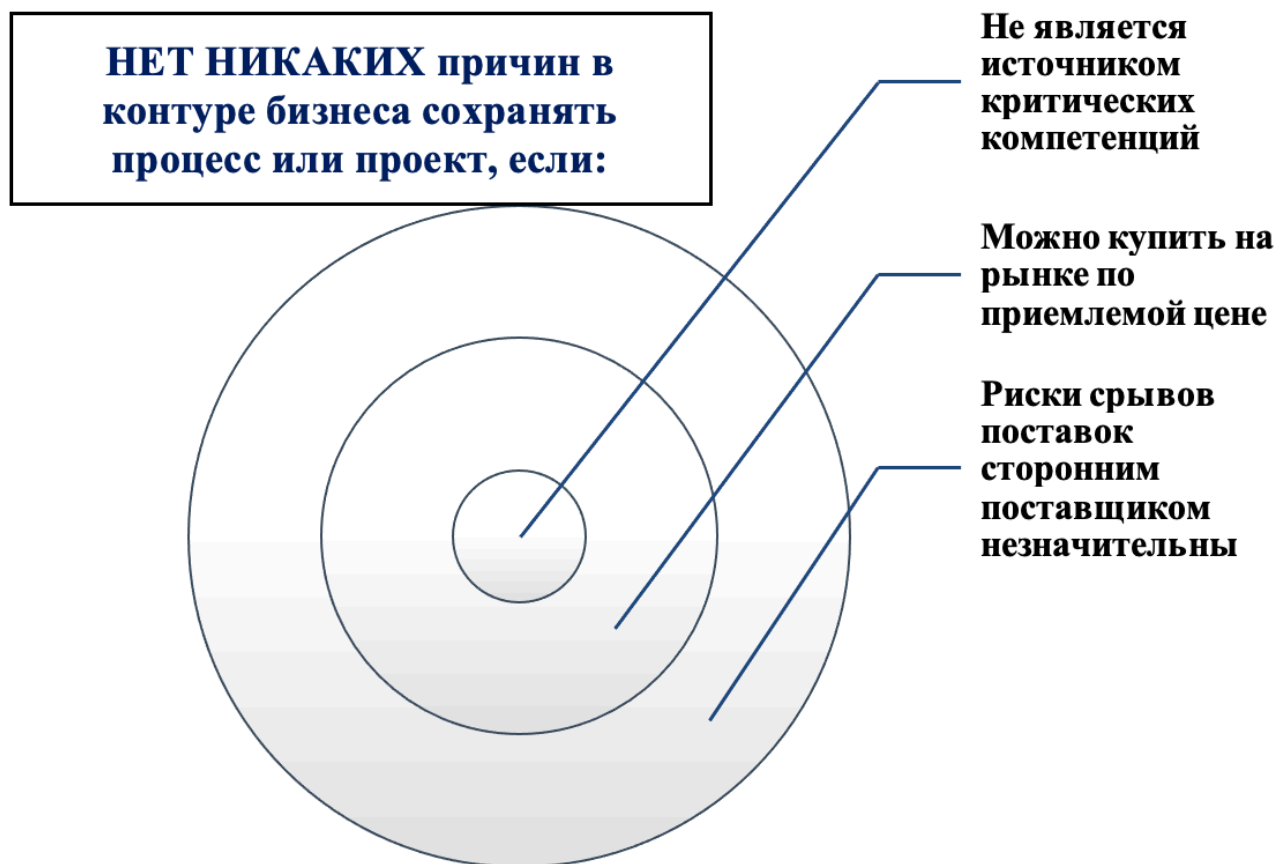 НЕТ НИКАКИХ причин в
контуре бизнеса сохранять
процесс или проект, если:
Не является
источником
критических
компетенций
Можно купить на
рынке по
приемлемой цене
Риски срывов
поставок
сторонним
поставщиком
незначительны